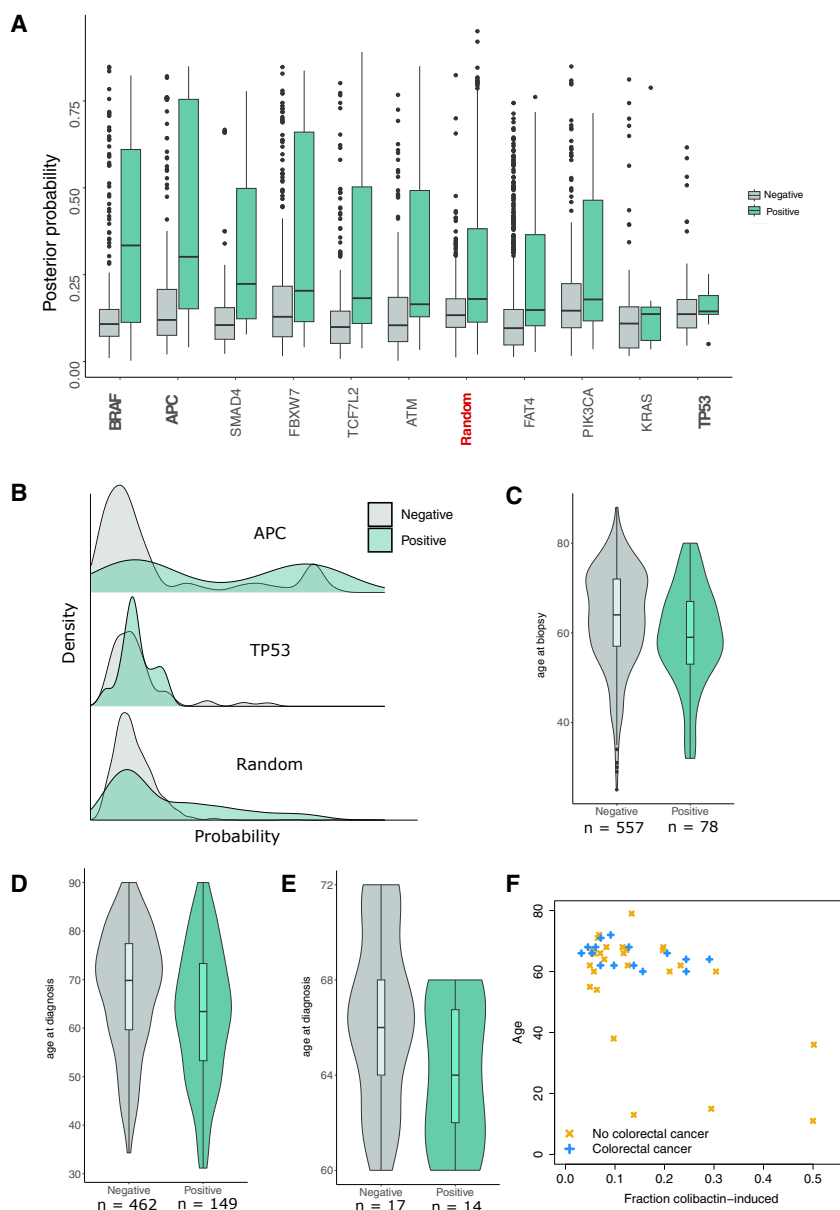 A
Posterior probability
0.75
0.50
0.25
0.00
Negative
Positive
BRAF
APC
SMAD4
FBXW7
TCF7L2
ATM
Random
FAT4
PIK3CA
KRAS
TP53
B
Negative
Positive
APC
TP53
Random
Density
Probability
C
age at biopsy
80
60
40
Negative
Positive
n = 557
n = 78
D
age at diagnosis
90
80
70
60
50
40
30
Negative
Positive
n = 462
n = 149
E
age at diagnosis
72
68
64
60
Negative
Positive
n = 17
n = 14
F
Age
80
60
40
20
0
No colorectal cancer
Colorectal cancer
0.0 0.1 0.2 0.3 0.4 0.5
Fraction colibactin-induced